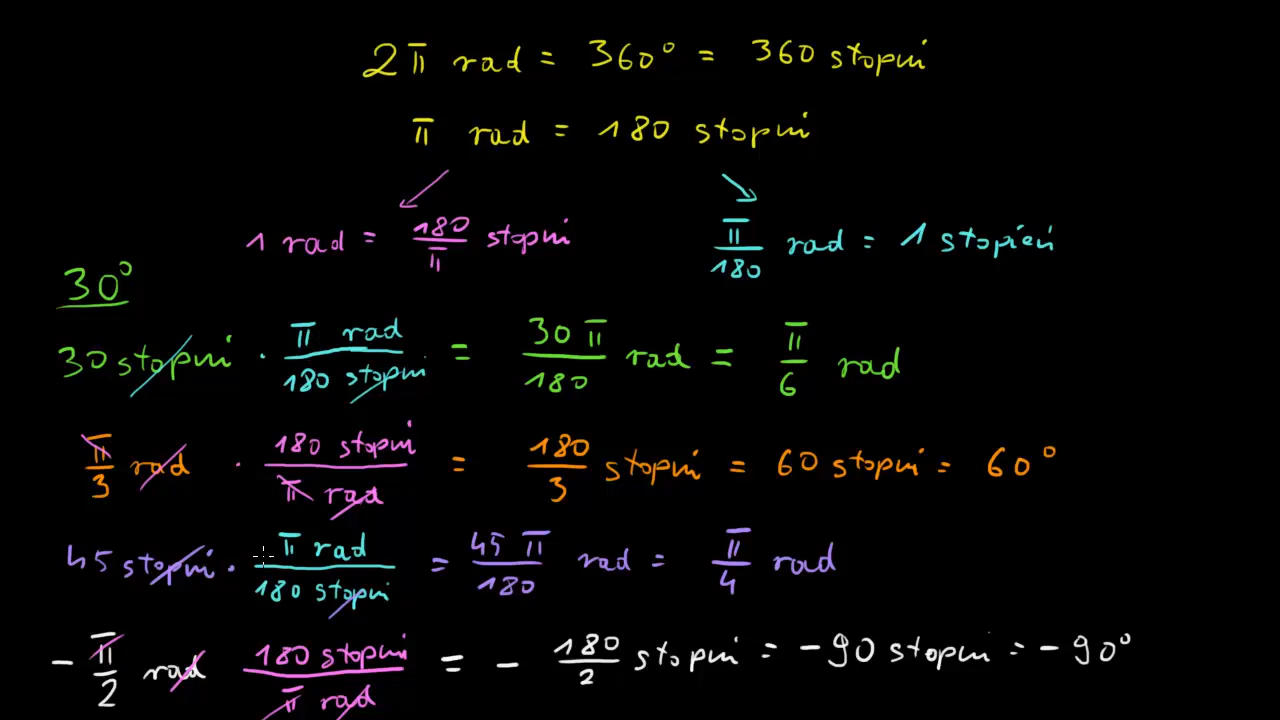 2π rad = 360° = 360 stopni
π rad = 180 stopni
1 rad = 180/π stopni
π/180 rad = 1 stopień
30°
30 stopni · π rad/180 stopni = 30π/180 rad = π/6 rad
π/3 rad · 180 stopni/π rad = 180/3 stopni = 60 stopni = 60°
45 stopni · π rad/180 stopni = 45π/180 rad = π/4 rad
-π/2 rad 180 stopni/π rad = - 180/2 stopni = -90 stopni = -90°